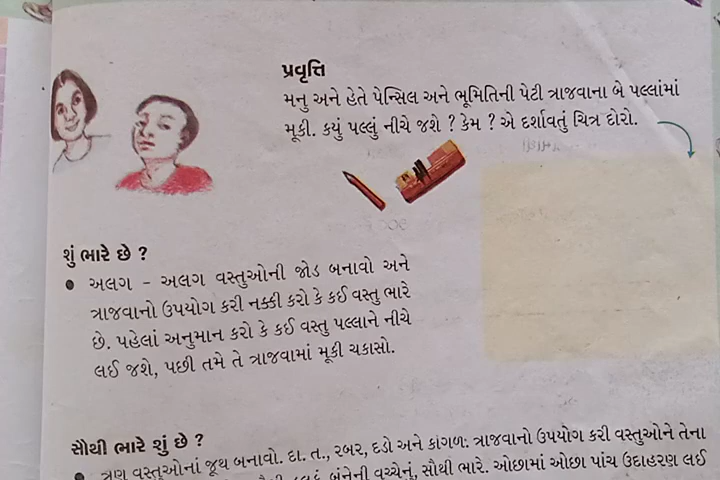 પ્રવૃત્તિ
મનુ અને હેતે પેન્સિલ અને ભૂમિતિની પેટી ત્રાજવાના બે પલ્લાંમાં
મૂકી. કયું પલ્લું નીચે જશે ? કેમ ? એ દર્શાવતું ચિત્ર દોરો.
શું ભારે છે ?
● અલગ - અલગ વસ્તુઓની જોડ બનાવો અને
ત્રાજવાનો ઉપયોગ કરી નક્કી કરો કે કઈ વસ્તુ ભારે
છે. પહેલાં અનુમાન કરો કે કઈ વસ્તુ પલ્લાને નીચે
લઈ જશે, પછી તમે તે ત્રાજવામાં મૂકી ચકાસો.
સૌથી ભારે શું છે ?
● ત્રણ વસ્તુઓનાં જૂથ બનાવો. દા. ત., રબર, દડો અને કાંગળ: ત્રાજવાનો ઉપયોગ કરી વસ્તુઓને તેના
બંનેની વચ્ચેનું, સૌથી ભારે. ઓછામાં ઓછા પાંચ ઉદાહરણ લઈ